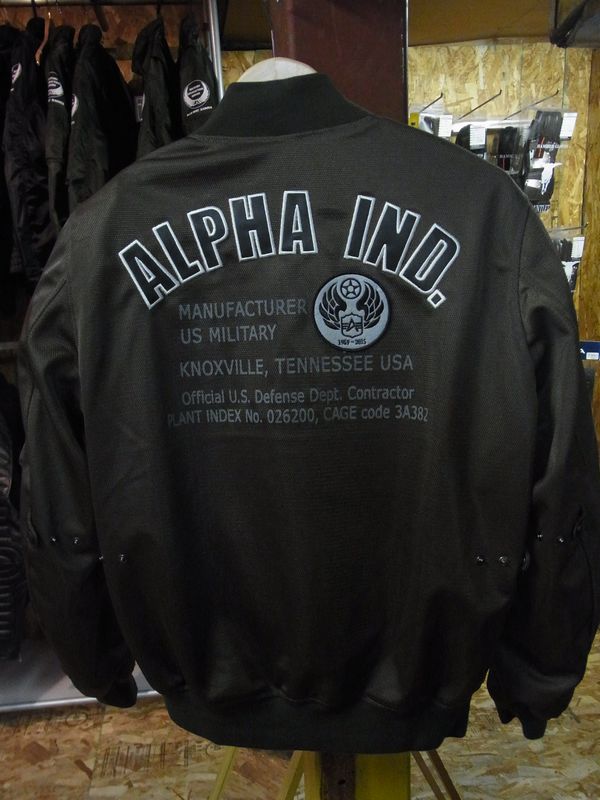 ALPHA IND.
MANUFACTURER
US MILITARY
1959-2015
KNOXVILLE, TENNESSEE USA
Official U.S. Defense Dept. Contractor
PLANT INDEX No. 026200, CAGE code 3A382